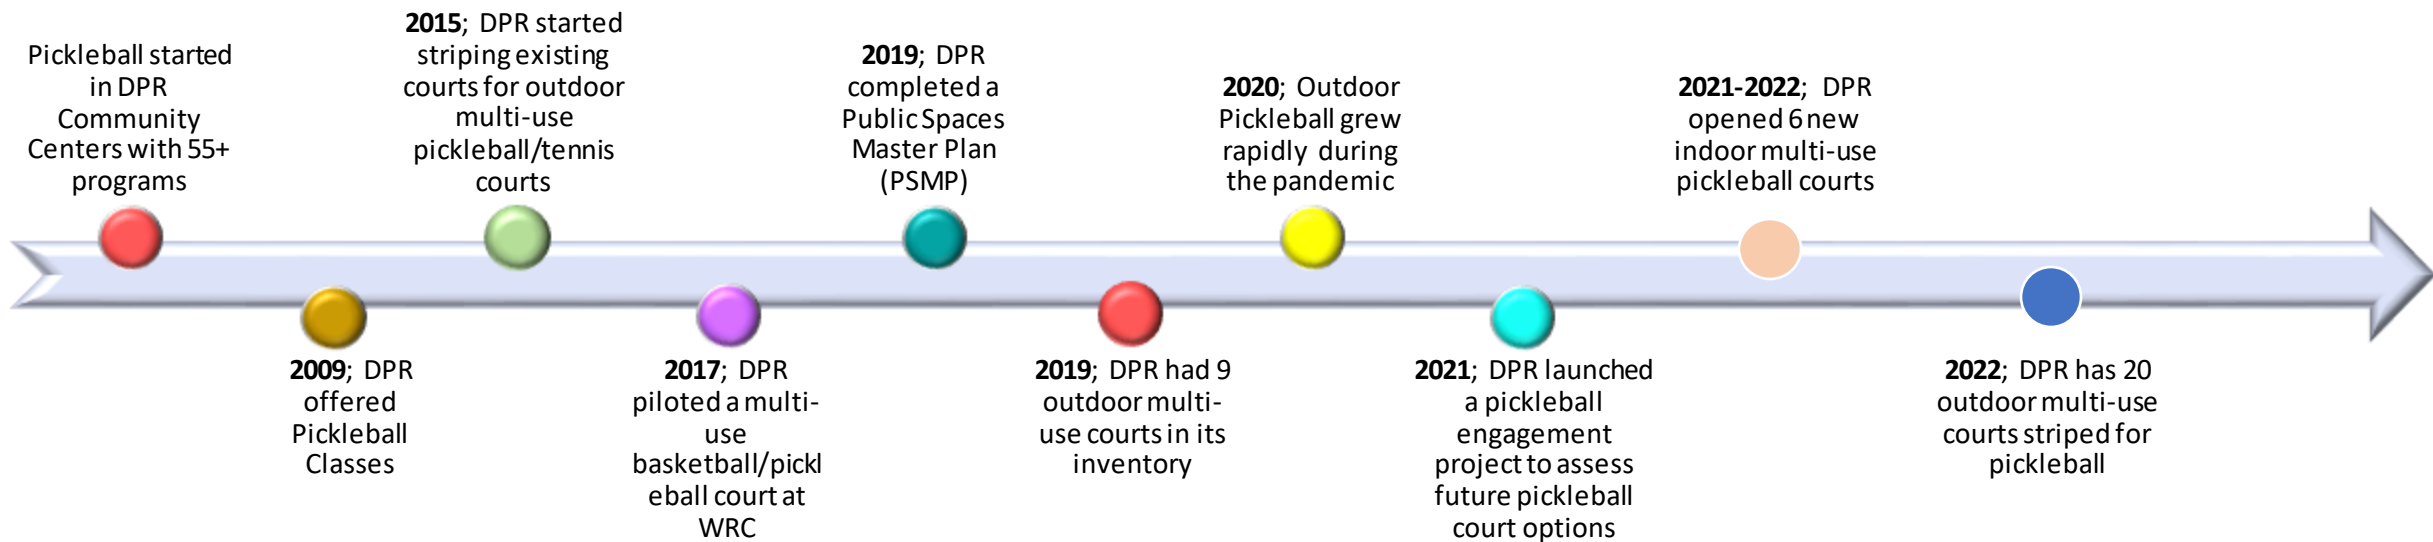 Pickleball started
in DPR
Community
Centers with 55+
programs
2009; DPR
offered
Pickleball
Classes
2015; DPR started
striping existing
courts for outdoor
multi-use
pickleball/tennis
courts
2017; DPR
piloted a multi-
use
basketball/pickl
eball court at
WRC
2019; DPR
completed a
Public Spaces
Master Plan
(PSMP)
2019; DPR had 9
outdoor multi-
use courts in its
inventory
2020; Outdoor
Pickleball grew
rapidly during
the pandemic
2021; DPR launched
a pickleball
engagement
project to assess
future pickleball
court options
2021-2022; DPR
opened 6 new
indoor multi-use
pickleball courts
2022; DPR has 20
outdoor multi-use
courts striped for
pickleball